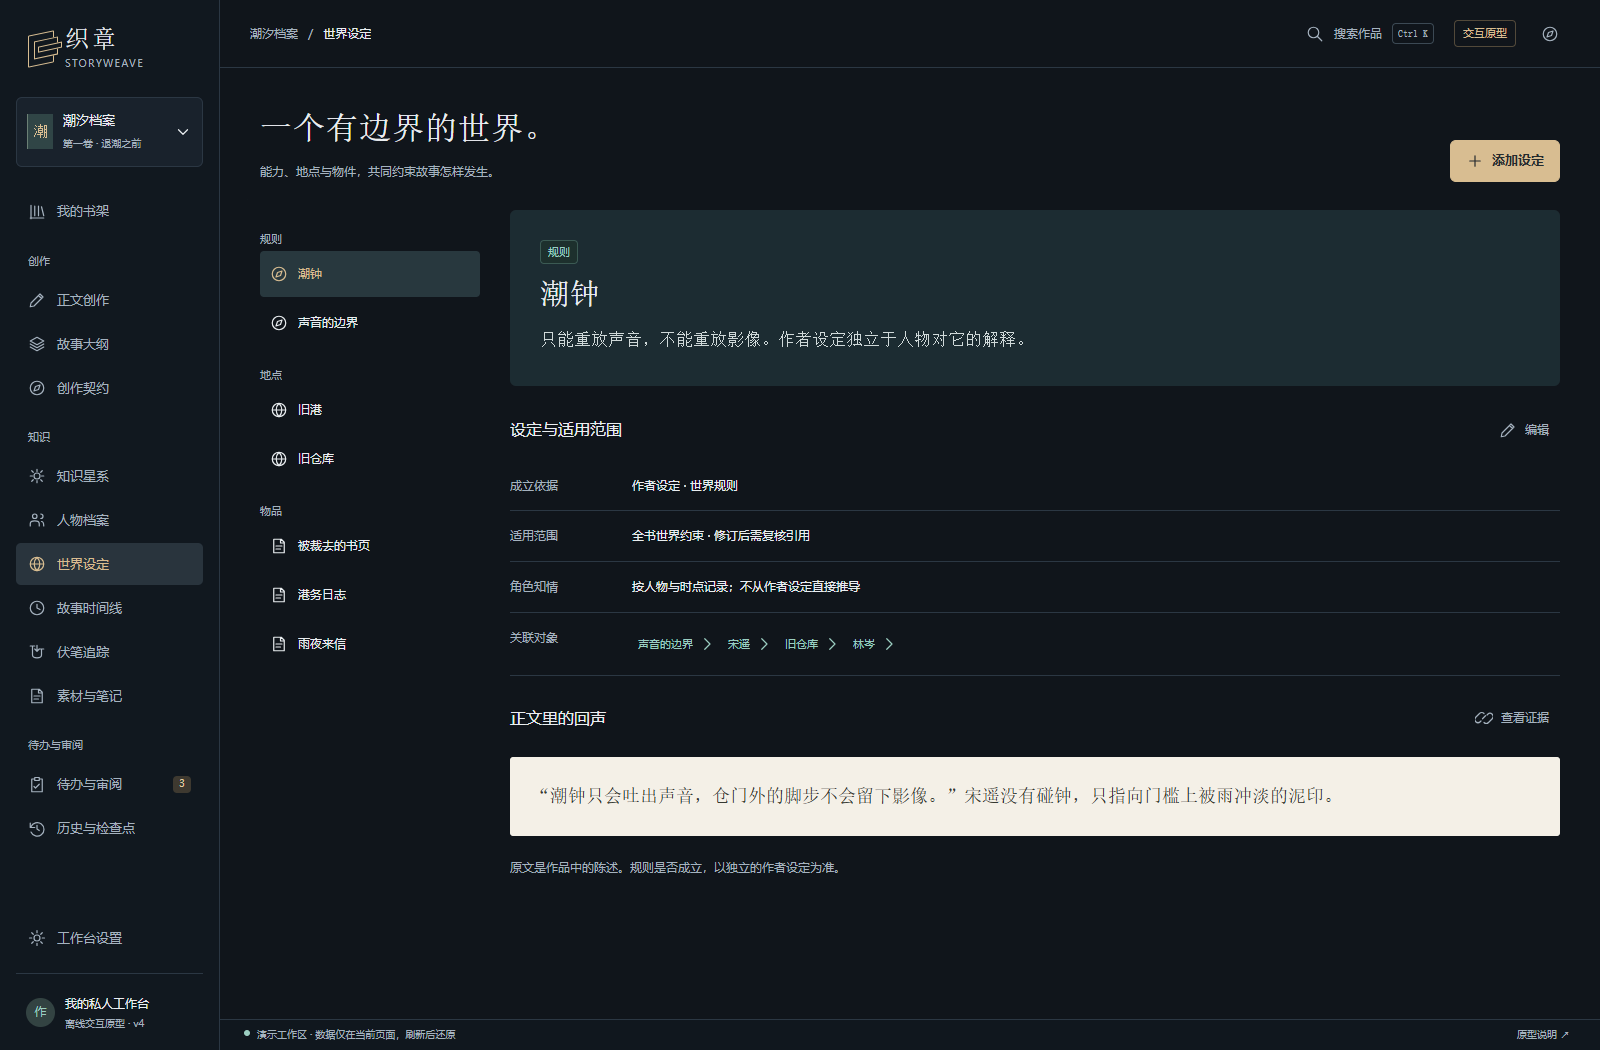 织章
STORYWEAVE
潮
潮汐档案
第一卷 · 退潮之前
我的书架
创作
正文创作
故事大纲
创作契约
知识
知识星系
人物档案
世界设定
故事时间线
伏笔追踪
素材与笔记
待办与审阅
待办与审阅
3
历史与检查点
工作台设置
作
我的私人工作台
离线交互原型 · v4
潮汐档案 / 世界设定
搜索作品
Ctrl K
交互原型
一个有边界的世界。
能力、地点与物件，共同约束故事怎样发生。
添加设定
规则
潮钟
声音的边界
地点
旧港
旧仓库
物品
被裁去的书页
港务日志
雨夜来信
规则
潮钟
只能重放声音，不能重放影像。作者设定独立于人物对它的解释。
设定与适用范围
编辑
成立依据
作者设定 · 世界规则
适用范围
全书世界约束 · 修订后需复核引用
角色知情
按人物与时点记录；不从作者设定直接推导
关联对象
声音的边界
宋遥
旧仓库
林岑
正文里的回声
查看证据
“潮钟只会吐出声音，仓门外的脚步不会留下影像。”宋遥没有碰钟，只指向门槛上被雨冲淡的泥印。
原文是作品中的陈述。规则是否成立，以独立的作者设定为准。
演示工作区 · 数据仅在当前页面，刷新后还原
原型说明 ↗